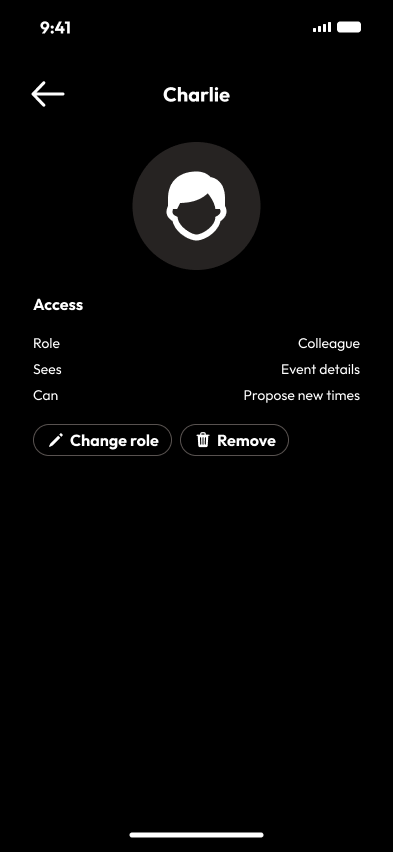 9:41
Charlie
Access
Role Colleague
Sees Event details
Can Propose new times
Change role Remove